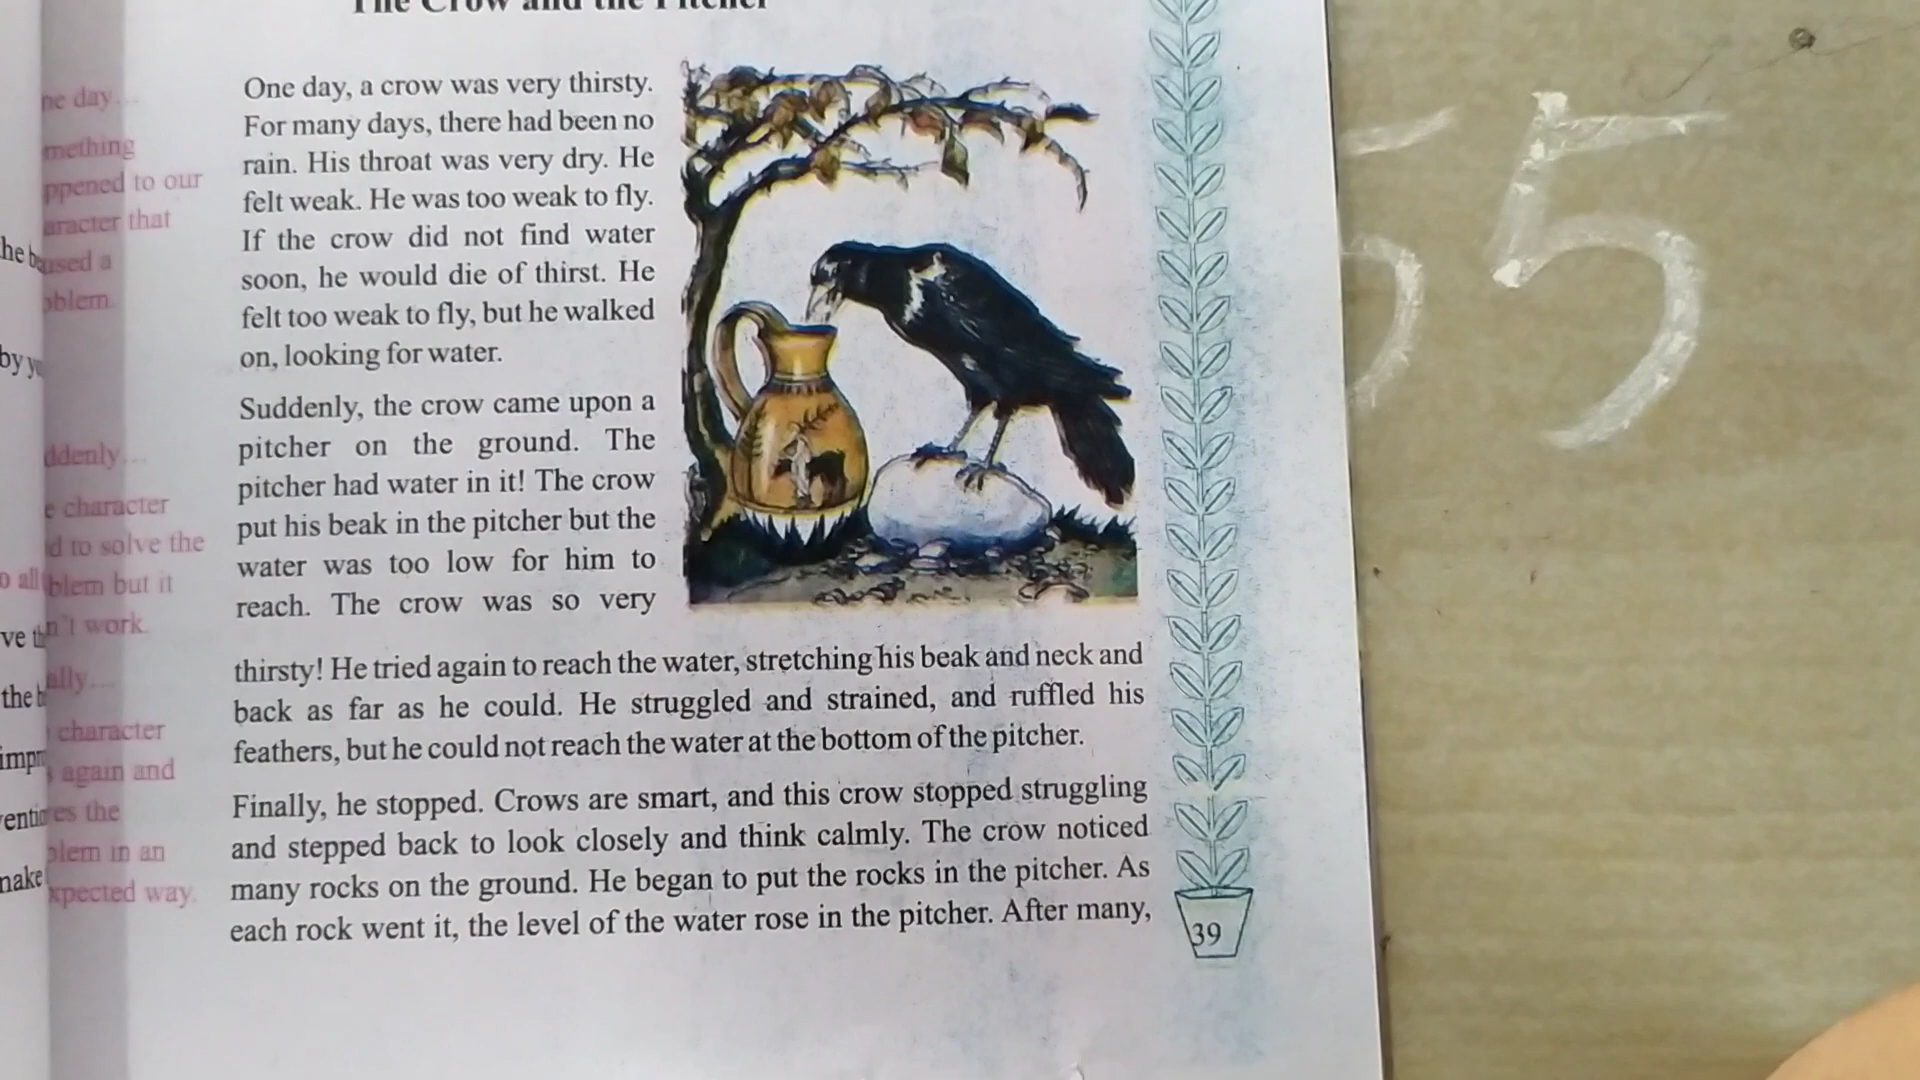 The Crow and the Pitcher
One day, a crow was very thirsty.
For many days, there had been no
rain. His throat was very dry. He
felt weak. He was too weak to fly.
If the crow did not find water
soon, he would die of thirst. He
felt too weak to fly, but he walked
on, looking for water.
Suddenly, the crow came upon a
pitcher on the ground. The
pitcher had water in it! The crow
put his beak in the pitcher but the
water was too low for him to
reach. The crow was so very
thirsty! He tried again to reach the water, stretching his beak and neck and
back as far as he could. He struggled and strained, and ruffled his
feathers, but he could not reach the water at the bottom of the pitcher.
Finally, he stopped. Crows are smart, and this crow stopped struggling
and stepped back to look closely and think calmly. The crow noticed
many rocks on the ground. He began to put the rocks in the pitcher. As
each rock went it, the level of the water rose in the pitcher. After many,
39
day...
to our
that
a
character
to solve the
but it
work.
character
again and
the
in an
way.
55